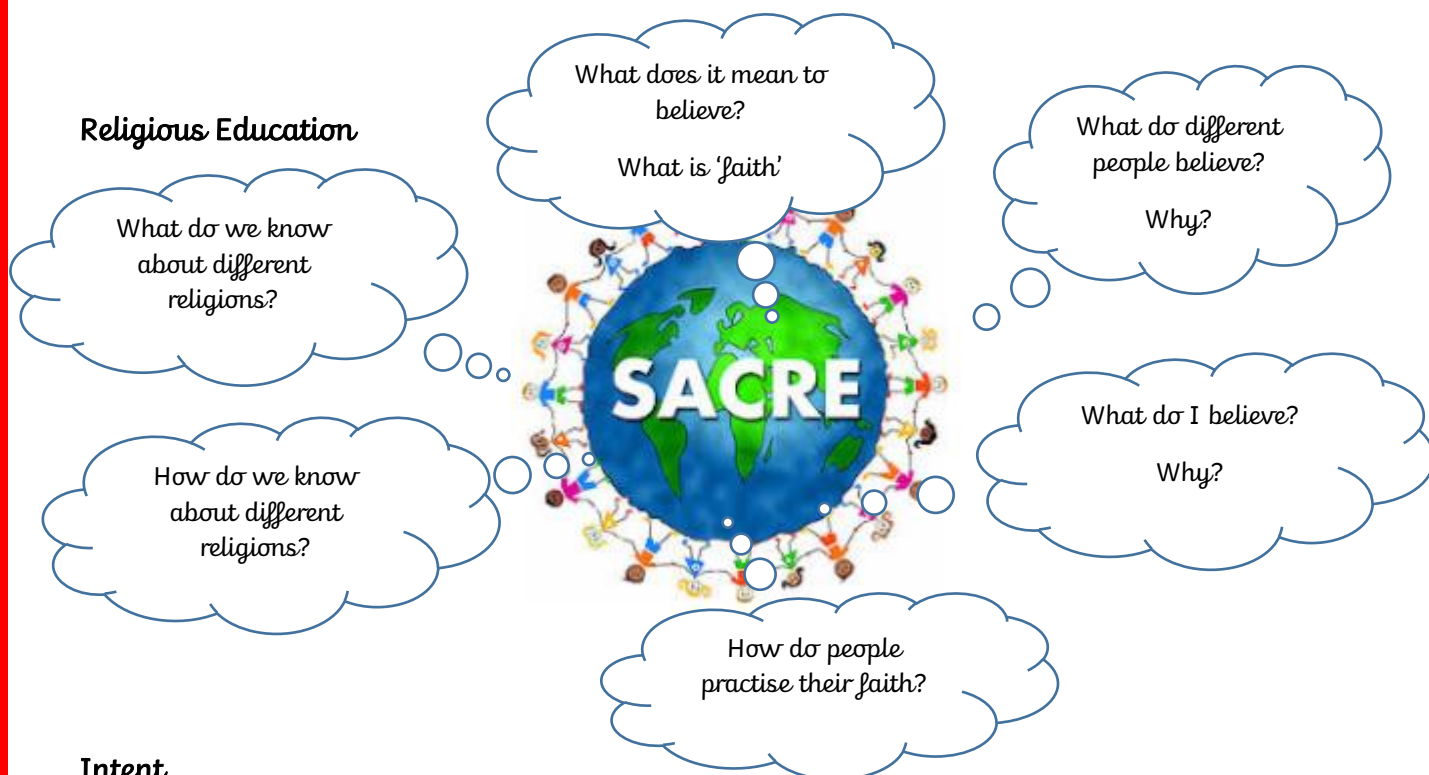 Religious Education
What does it mean to
believe?
What is ‘faith’
What do different
people believe?
Why?
What do we know
about different
religions?
SACRE
What do I believe?
Why?
How do we know
about different
religions?
How do people
practise their faith?
Intent